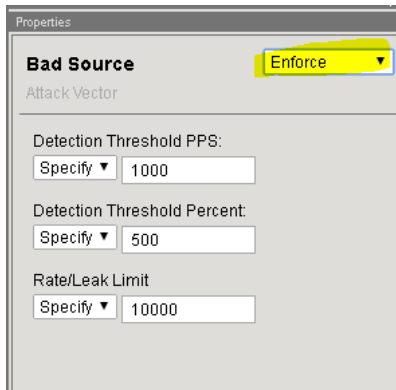 Properties
Bad Source Enforce
Attack Vector
Detection Threshold PPS:
Specify 1000
Detection Threshold Percent:
Specify 500
Rate/Leak Limit
Specify 10000